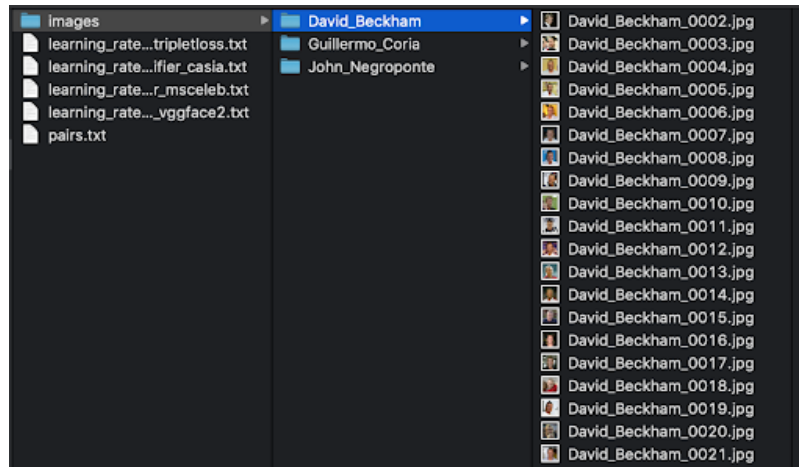 images
learning_rate...tripletloss.txt
learning_rate...ifier_casia.txt
learning_rate...r_msceleb.txt
learning_rate..._vggface2.txt
pairs.txt
David_Beckham
Guillermo_Coria
John_Negroponte
David_Beckham_0002.jpg
David_Beckham_0003.jpg
David_Beckham_0004.jpg
David_Beckham_0005.jpg
David_Beckham_0006.jpg
David_Beckham_0007.jpg
David_Beckham_0008.jpg
David_Beckham_0009.jpg
David_Beckham_0010.jpg
David_Beckham_0011.jpg
David_Beckham_0012.jpg
David_Beckham_0013.jpg
David_Beckham_0014.jpg
David_Beckham_0015.jpg
David_Beckham_0016.jpg
David_Beckham_0017.jpg
David_Beckham_0018.jpg
David_Beckham_0019.jpg
David_Beckham_0020.jpg
David_Beckham_0021.jpg